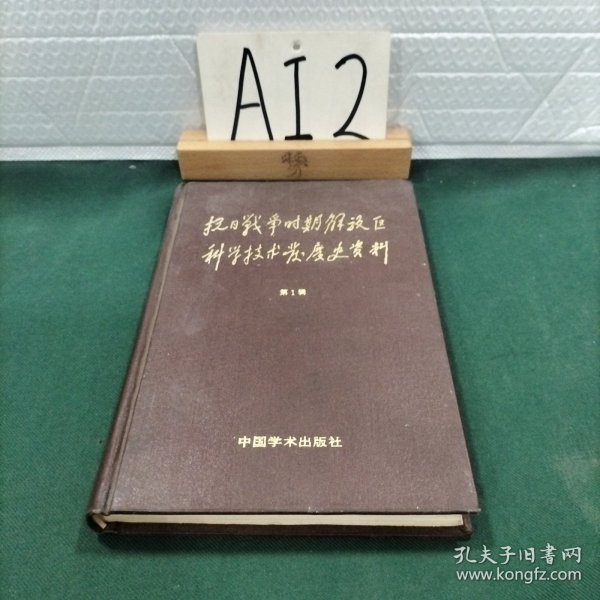 AI2
抗日战争时期解放区
科学技术发展史资料
第1辑
中国学术出版社
孔夫子旧书网
www.kongfz.com